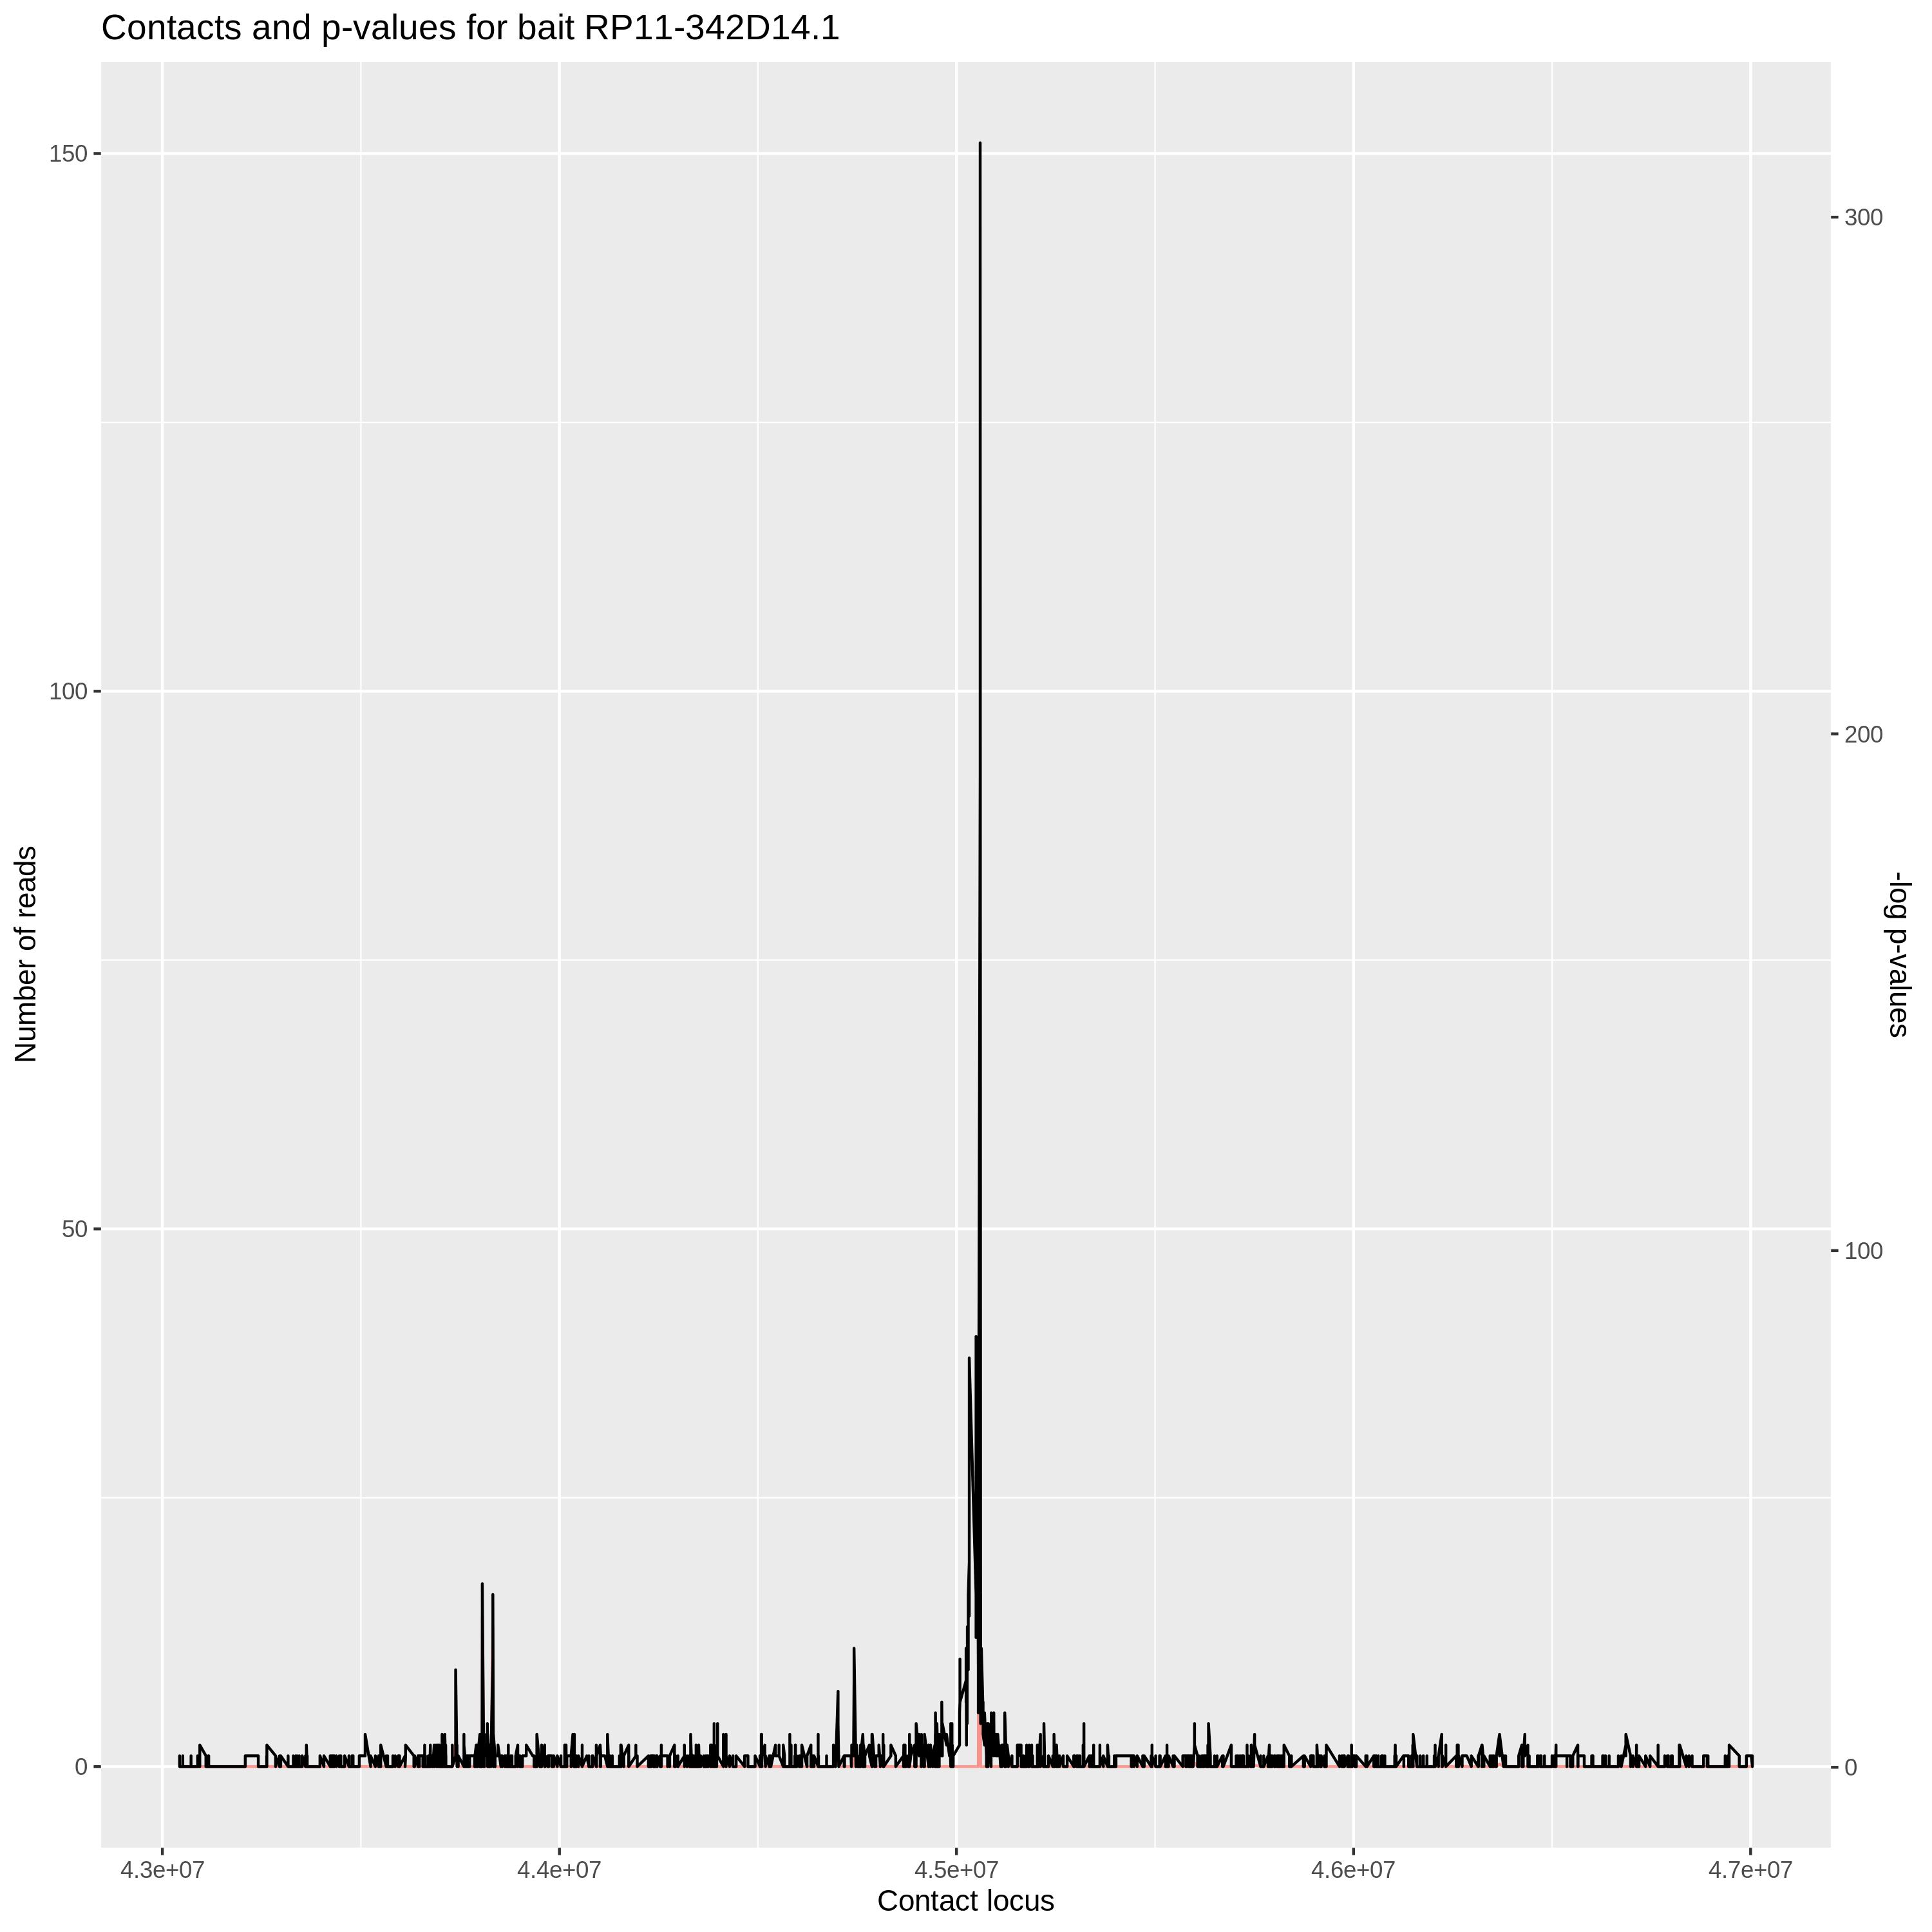 Contacts and p-values for bait RP11-342D14.1
150
100
50
0
Number of reads
300
200
100
0
-log p-values
4.3e+07 4.4e+07 4.5e+07 4.6e+07 4.7e+07
Contact locus